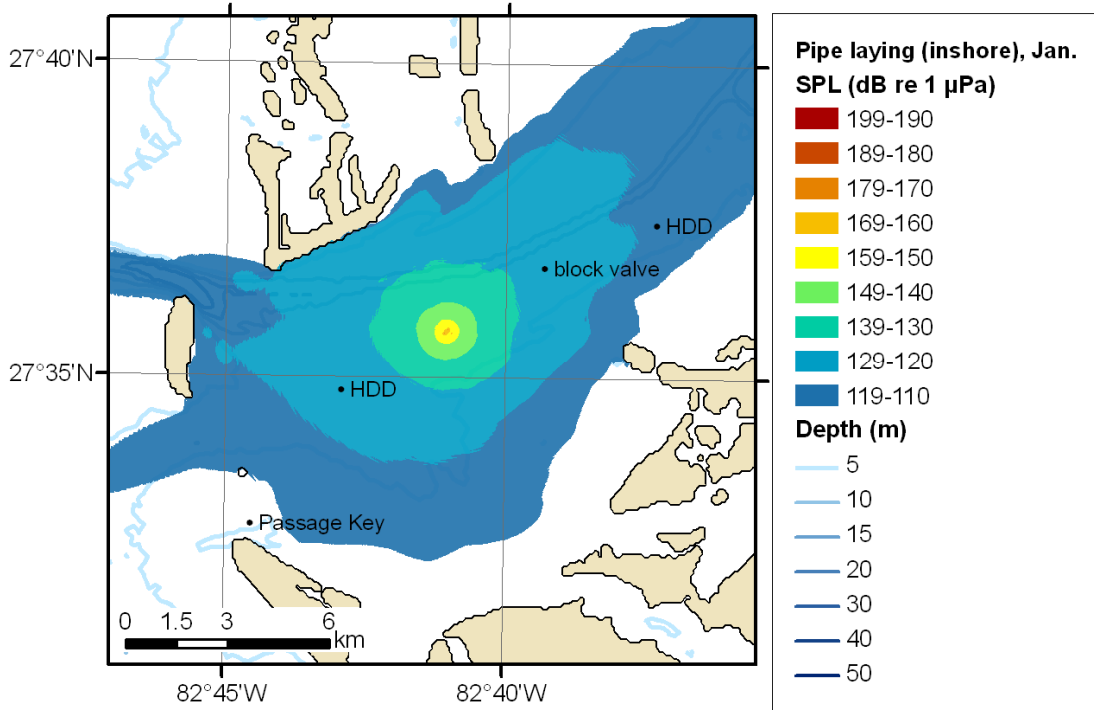 27°40'N
27°35'N
82°45'W
82°40'W
HDD
block valve
HDD
Passage Key
0 1.5 3 6
km
Pipe laying (inshore), Jan.
SPL (dB re 1 µPa)
199-190
189-180
179-170
169-160
159-150
149-140
139-130
129-120
119-110
Depth (m)
5
10
15
20
30
40
50